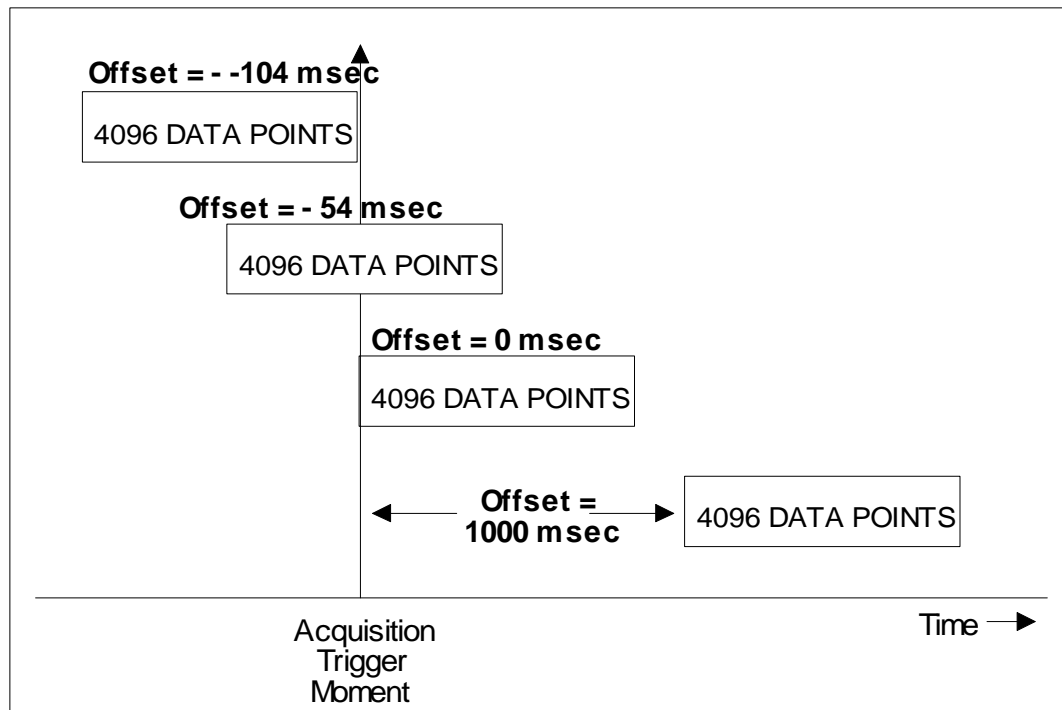 Offset = - -104 msec
4096 DATA POINTS
Offset = - 54 msec
4096 DATA POINTS
Offset = 0 msec
4096 DATA POINTS
Offset =
1000 msec
4096 DATA POINTS
Time
Acquisition
Trigger
Moment